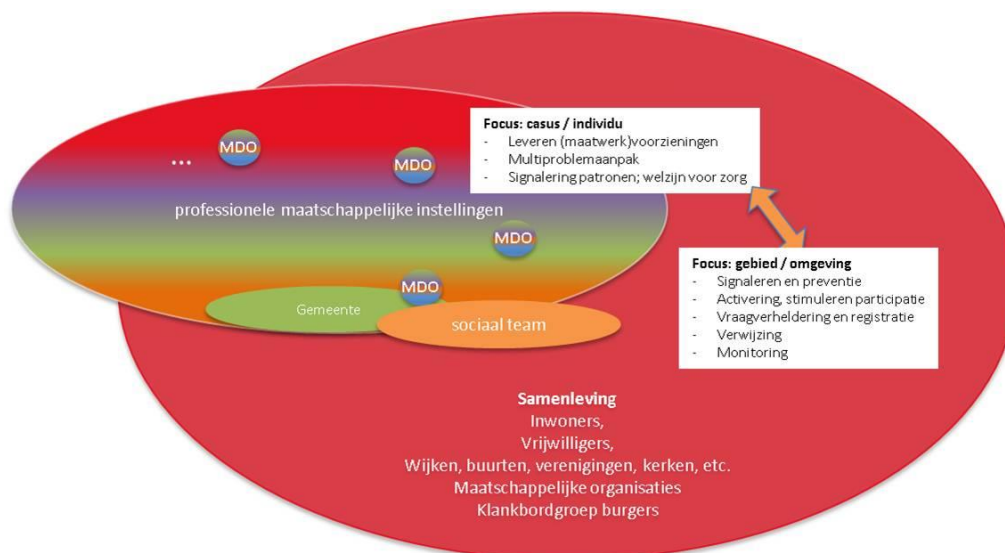 MDO
...
MDO
Focus: casus / individu
- Leveren (maatwerk)voorzieningen
- Multiproblemaanpak
- Signalering patronen; welzijn voor zorg
professionele maatschappelijke instellingen
MDO
Focus: gebied / omgeving
- Signaleren en preventie
- Activering, stimuleren participatie
- Vraagverheldering en registratie
- Verwijzing
- Monitoring
MDO
Gemeente
sociaal team
Samenleving
Inwoners,
Vrijwilligers,
Wijken, buurten, verenigingen, kerken, etc.
Maatschappelijke organisaties
Klankbordgroep burgers